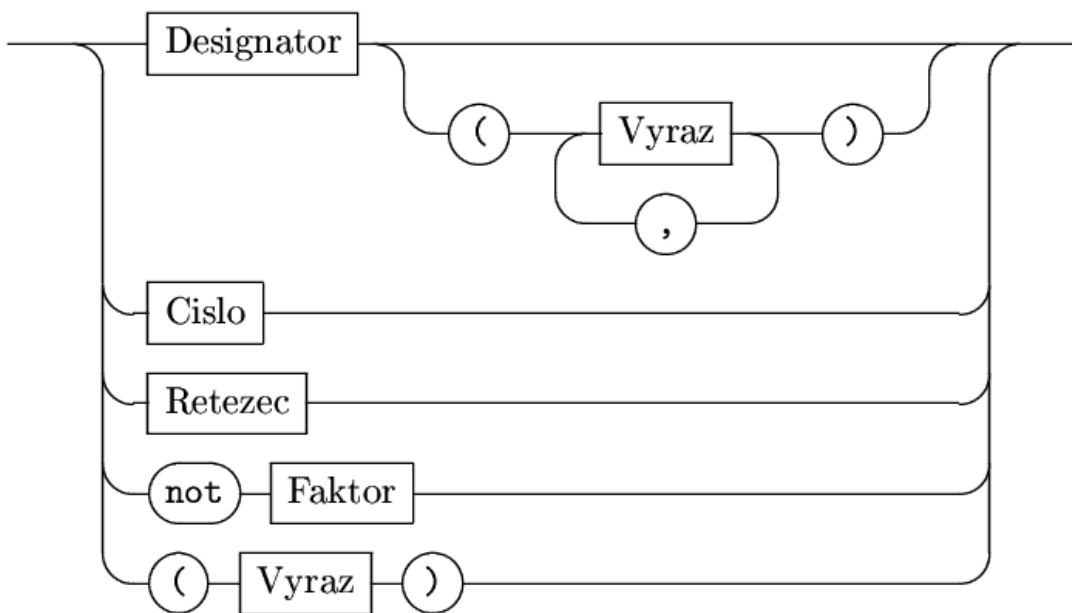 Designator
( Vyraz )
,
Cislo
Retezec
not Faktor
( Vyraz )